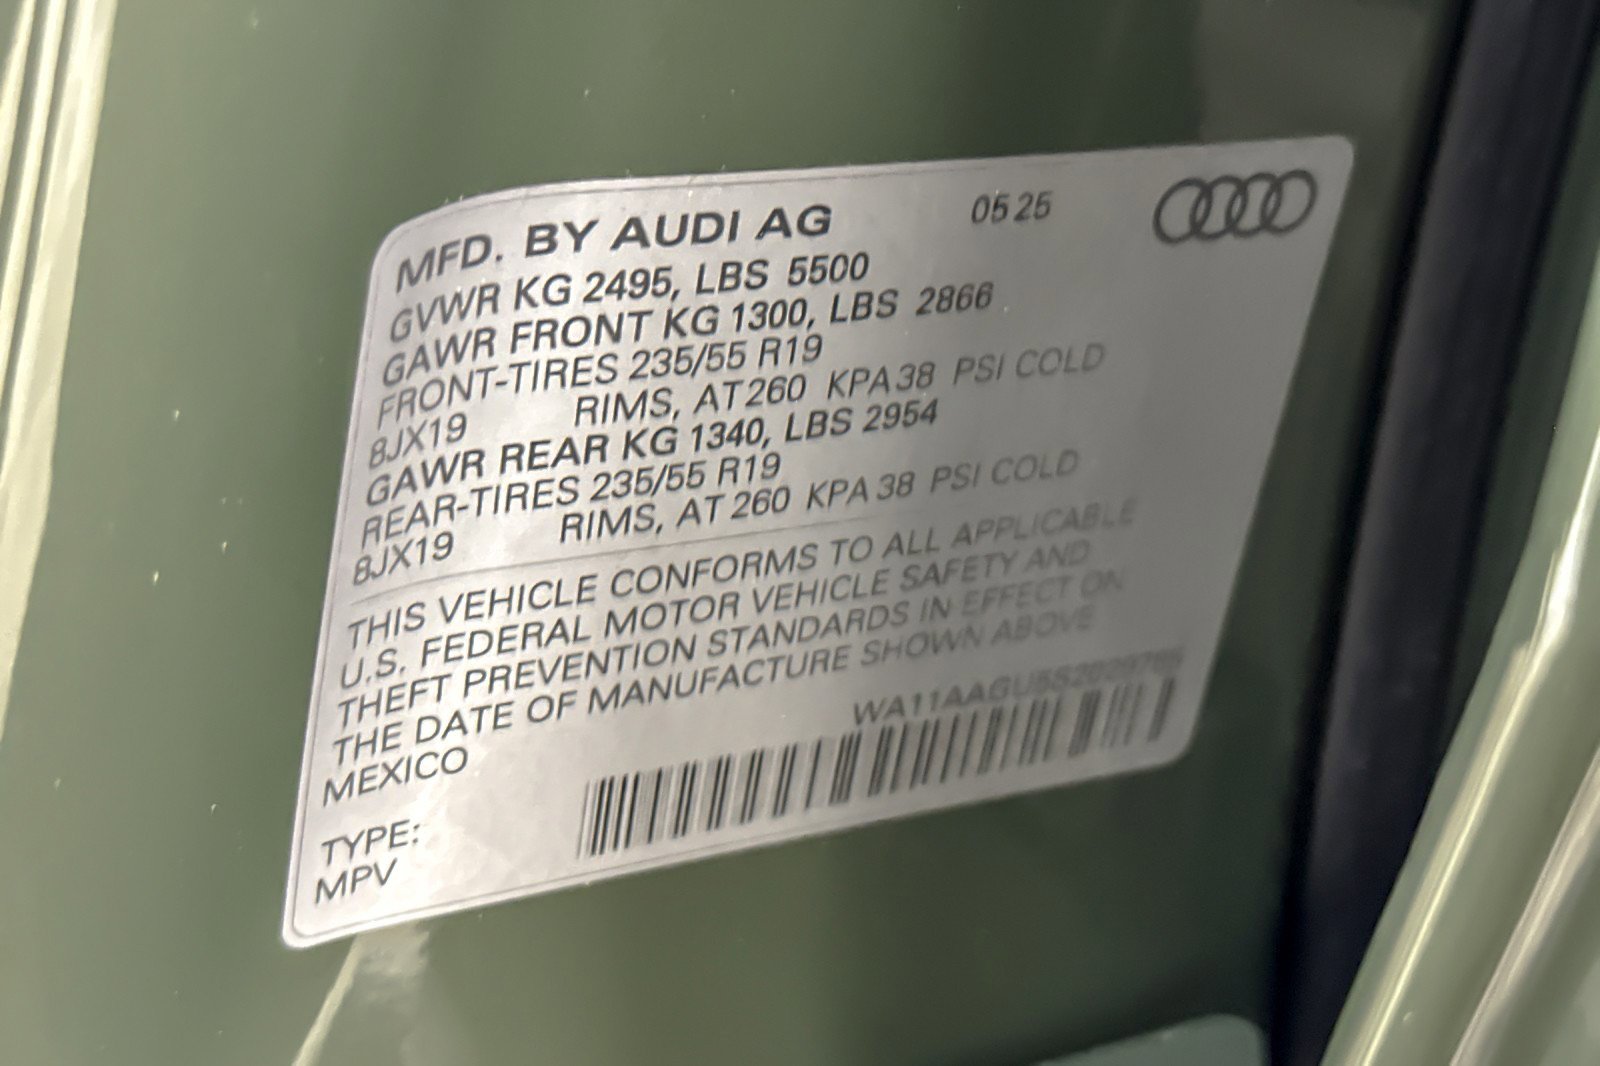 MFD. BY AUDI AG 05 25
GVWR KG 2495, LBS 5500
GAWR FRONT KG 1300, LBS 2866
FRONT-TIRES 235/55 R19
8JX19 RIMS, AT 260 KPA 38 PSI COLD
GAWR REAR KG 1340, LBS 2954
REAR-TIRES 235/55 R19
8JX19 RIMS, AT 260 KPA 38 PSI COLD
THIS VEHICLE CONFORMS TO ALL APPLICABLE
U.S. FEDERAL MOTOR VEHICLE SAFETY AND
THEFT PREVENTION STANDARDS IN EFFECT ON
THE DATE OF MANUFACTURE SHOWN ABOVE
MEXICO
TYPE:
MPV